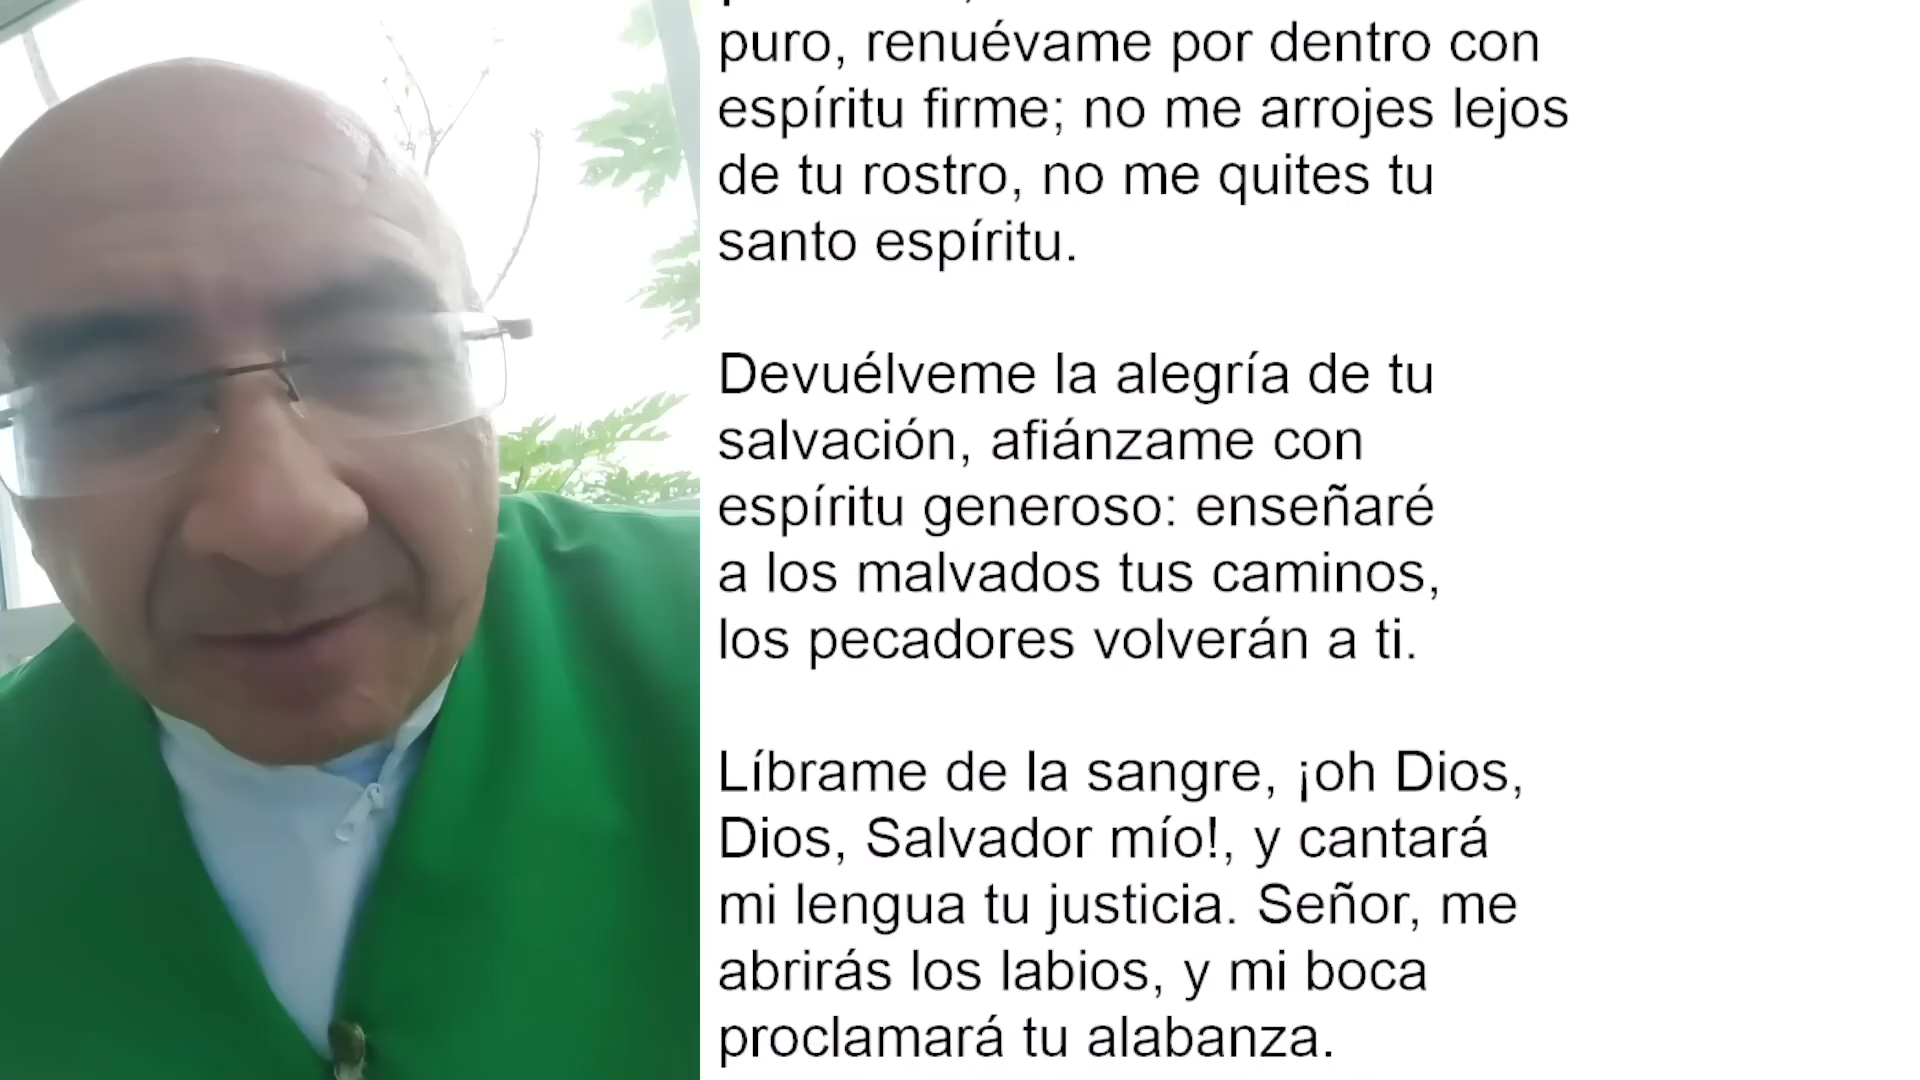 puro, renuévame por dentro con
espíritu firme; no me arrojes lejos
de tu rostro, no me quites tu
santo espíritu.
Devuélveme la alegría de tu
salvación, afiánzame con
espíritu generoso: enseñaré
a los malvados tus caminos,
los pecadores volverán a ti.
Líbrame de la sangre, ¡oh Dios,
Dios, Salvador mío!, y cantará
mi lengua tu justicia. Señor, me
abrirás los labios, y mi boca
proclamará tu alabanza.